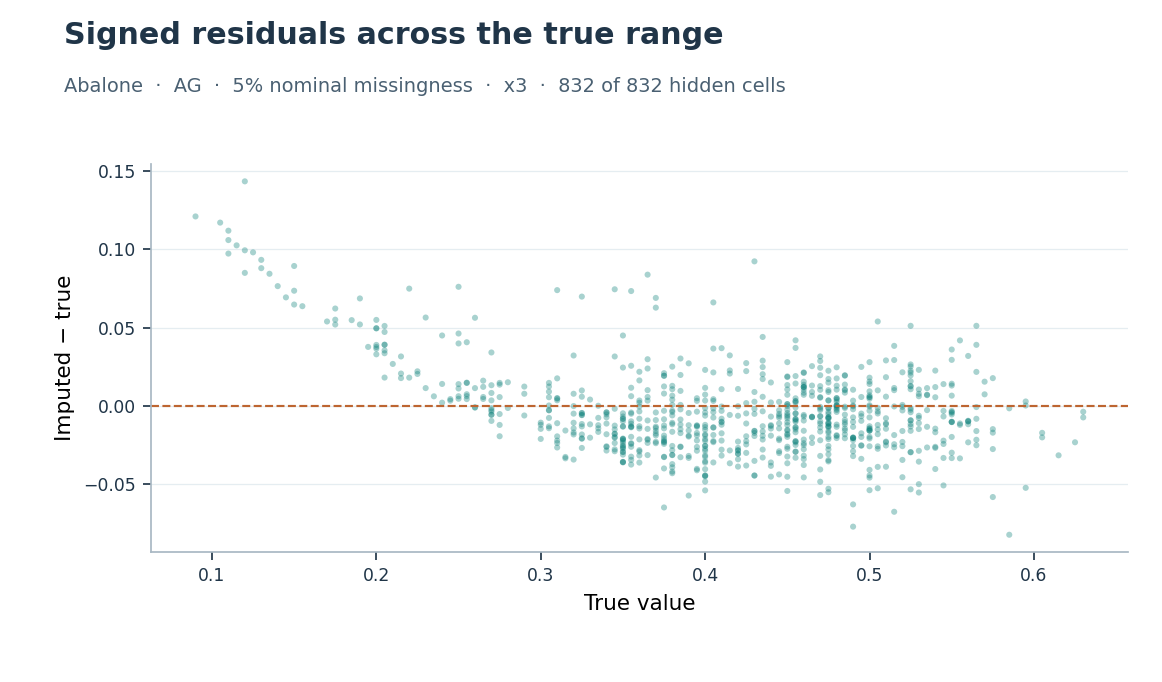 Signed residuals across the true range
Abalone · AG · 5% nominal missingness · x3 · 832 of 832 hidden cells
Imputed − true
0.15
0.10
0.05
0.00
−0.05
0.1 0.2 0.3 0.4 0.5 0.6
True value